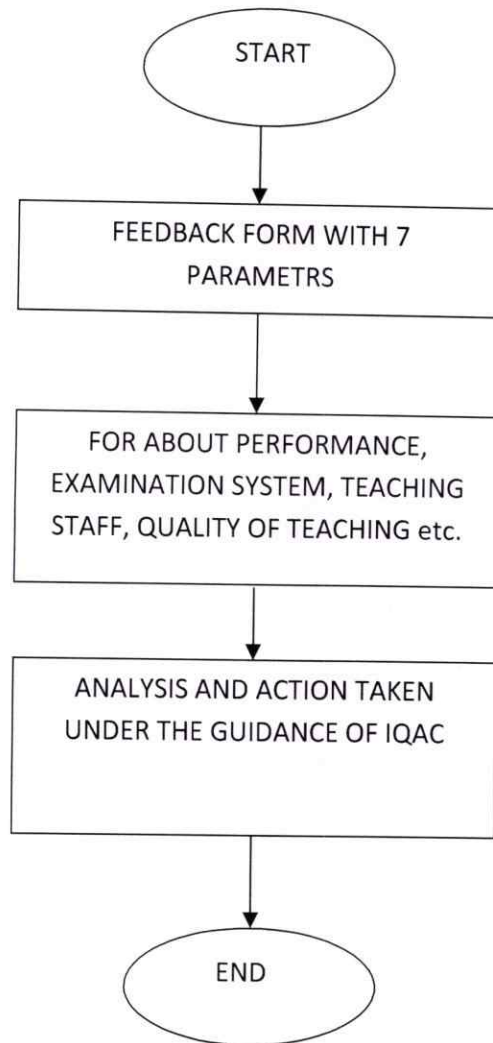 START
FEEDBACK FORM WITH 7
PARAMETRS
FOR ABOUT PERFORMANCE,
EXAMINATION SYSTEM, TEACHING
STAFF, QUALITY OF TEACHING etc.
ANALYSIS AND ACTION TAKEN
UNDER THE GUIDANCE OF IQAC
END